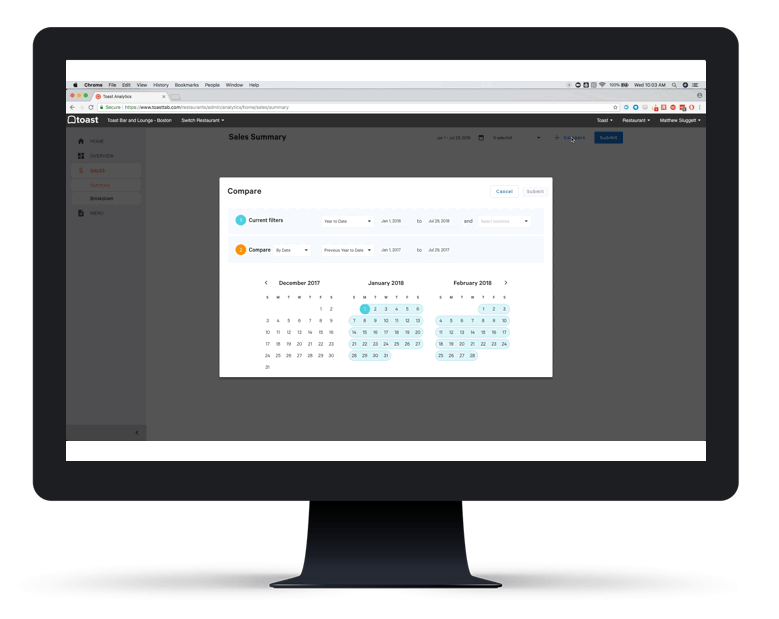 Chrome File Edit View History Bookmarks People Window Help 100% Wed 10:03 AM
Toast Analytics
Secure https://www.toasttab.com/restaurants/admin/analytics/home/sales/summary
toast Toast Bar and Lounge - Boston Switch Restaurant Toast Restaurant Matthew Sluggett
Sales Summary Jul 1 - Jul 29, 2018 SUBMIT
HOME
OVERVIEW
SALES
Summary
Breakdown
MENU
Compare Cancel Submit
1 Current filters Year to Date Jan 1, 2018 to Jul 29, 2018 and
2 Compare By Date Previous Year to Date Jan 1, 2017 to Jul 29, 2017
December 2017 January 2018 February 2018
S M T W T F S S M T W T F S S M T W T F S
1 2 1 2 3 4 5 6 1 2 3
3 4 5 6 7 8 9 7 8 9 10 11 12 13 4 5 6 7 8 9 10
10 11 12 13 14 15 16 14 15 16 17 18 19 20 11 12 13 14 15 16 17
17 18 19 20 21 22 23 21 22 23 24 25 26 27 18 19 20 21 22 23 24
24 25 26 27 28 29 30 28 29 30 31 25 26 27 28
31